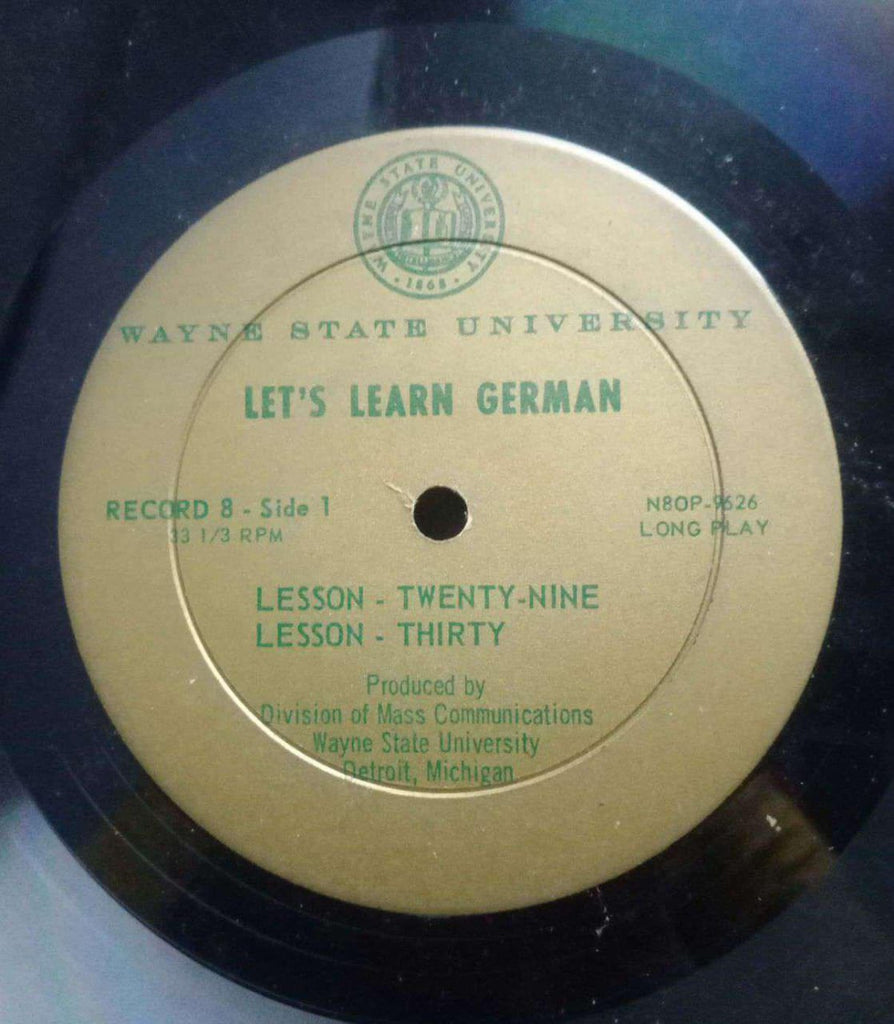 WAYNE STATE UNIVERSITY
· 1868 ·
WAYNE STATE UNIVERSITY
LET'S LEARN GERMAN
RECORD 8 - Side 1
33 1/3 RPM
N8OP-9626
LONG PLAY
LESSON - TWENTY-NINE
LESSON - THIRTY
Produced by
Division of Mass Communications
Wayne State University
Detroit, Michigan